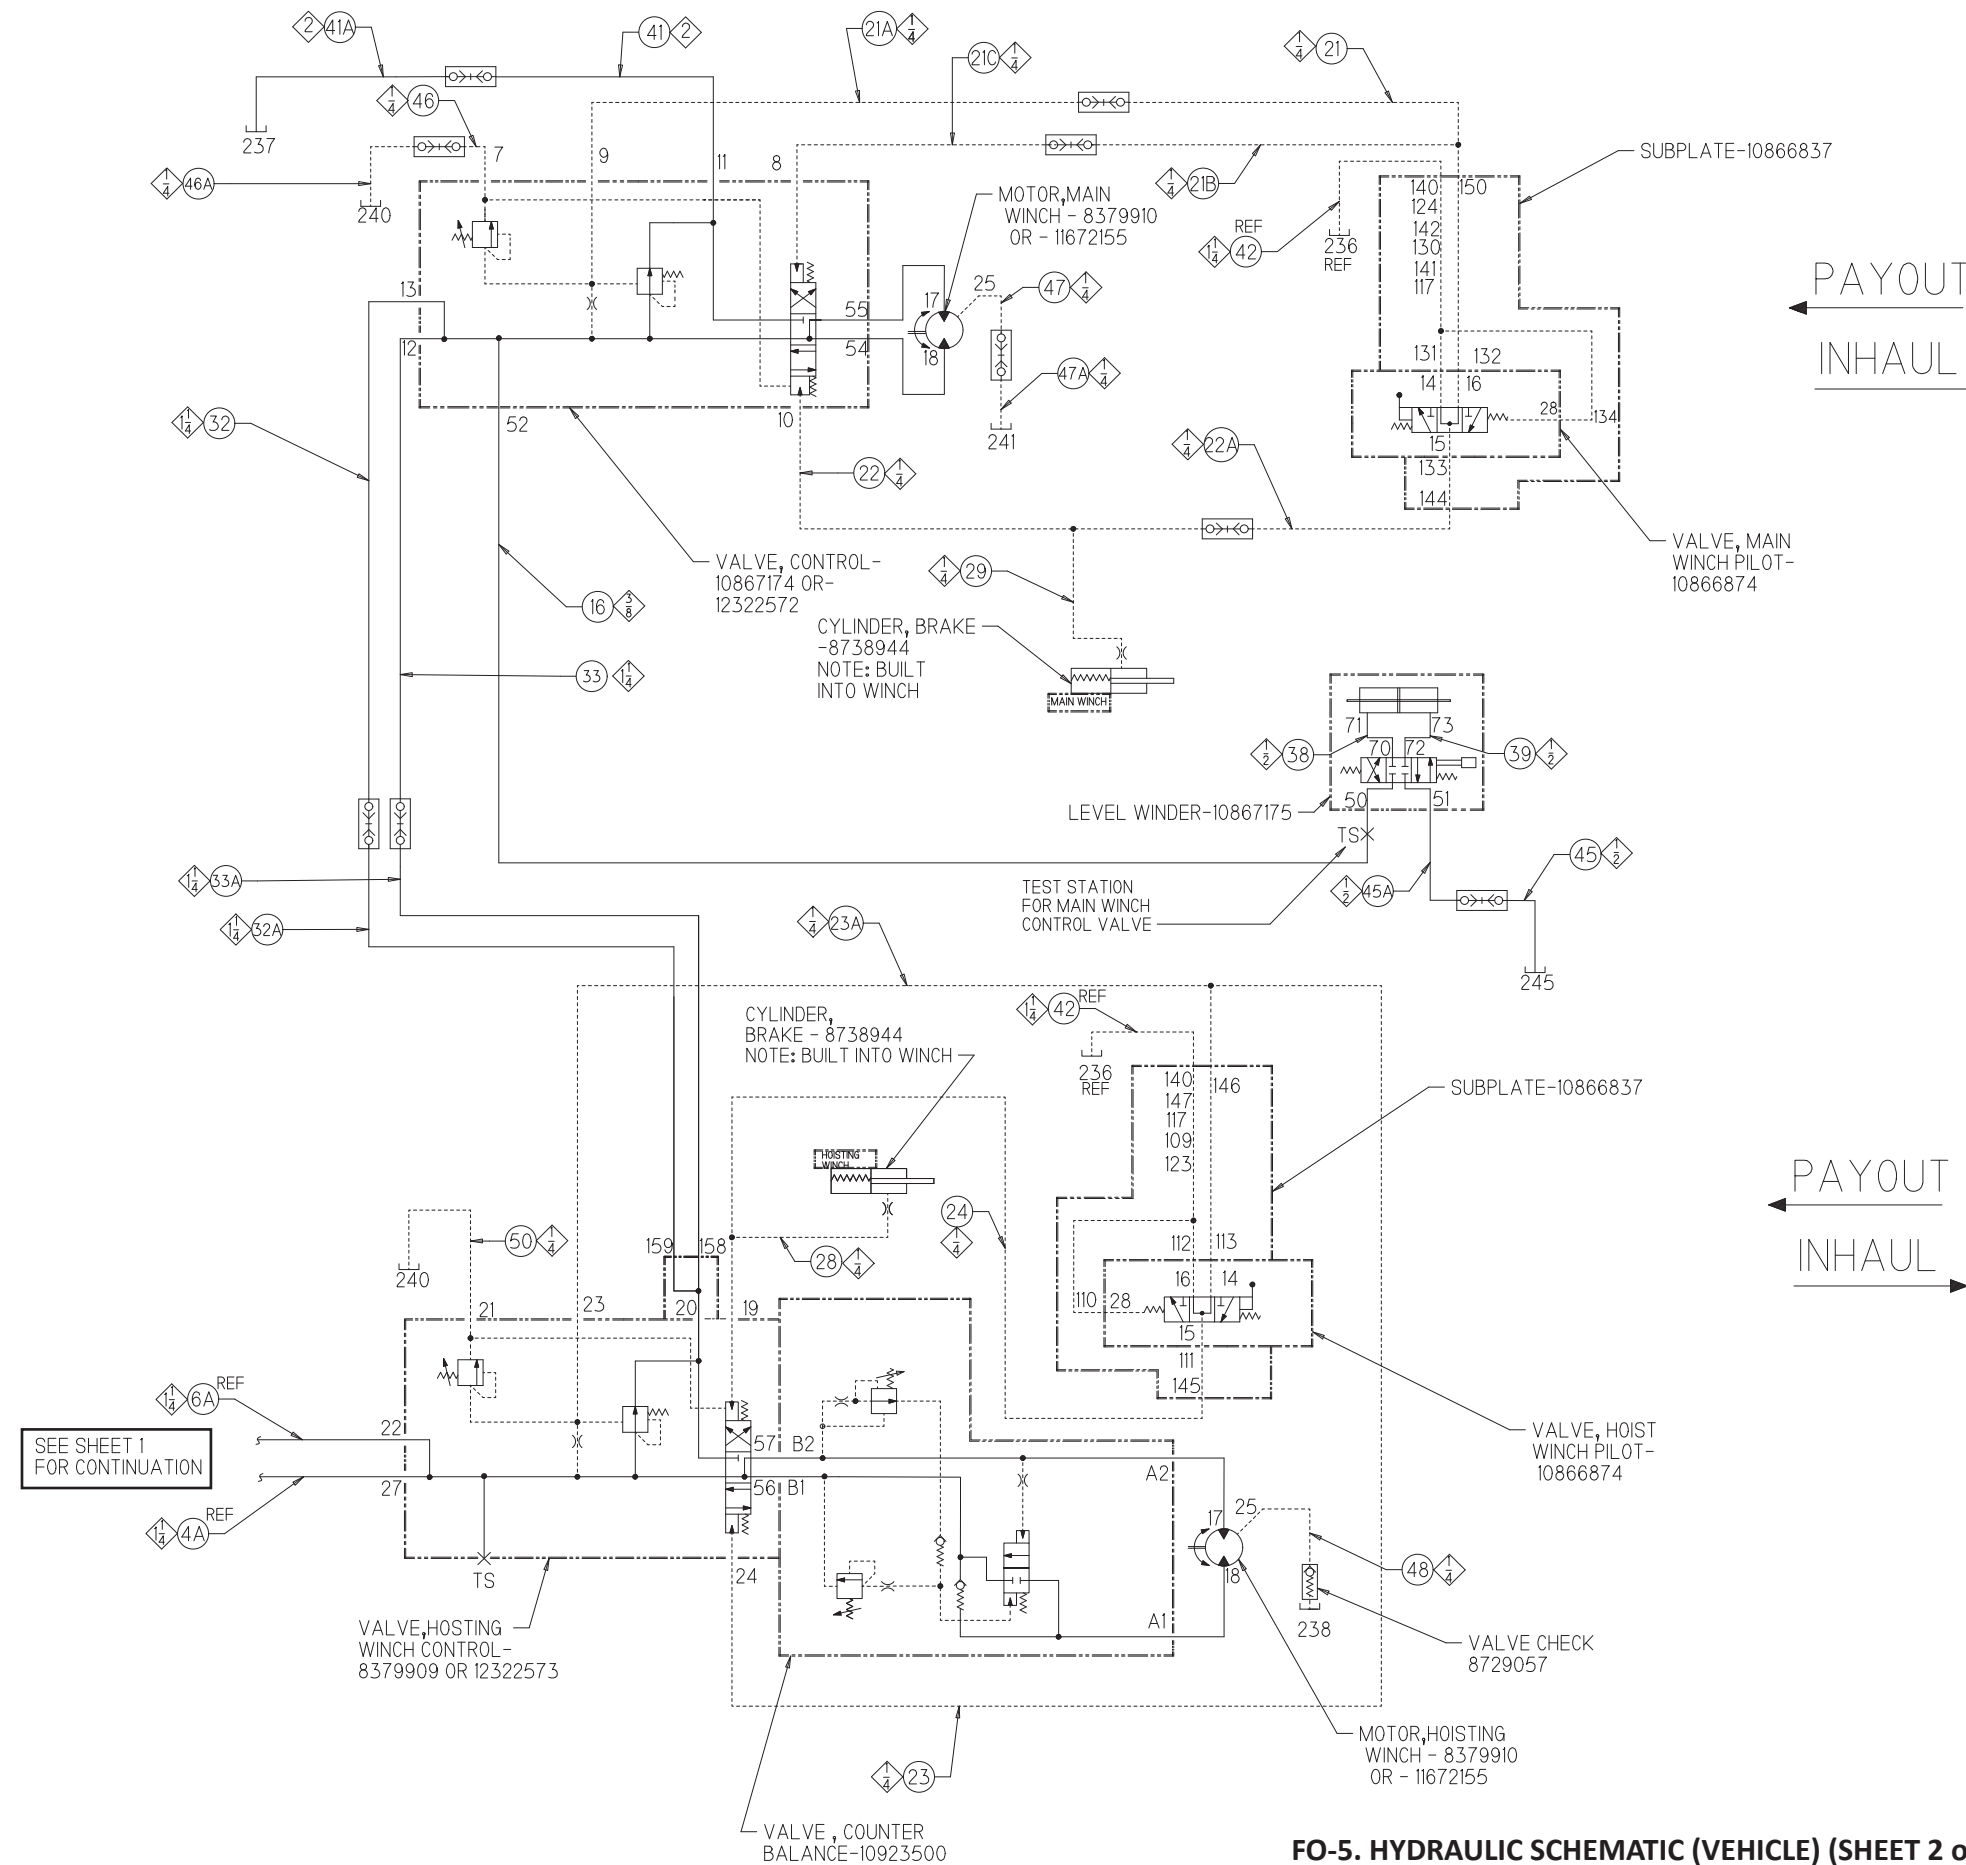 2 41A
41 2
21A 1/4
21C 1/4
1/4 21
1/4 46
237
7
9
11
8
1/4 46A
240
1/4 21B
SUBPLATE-10866837
MOTOR,MAIN
WINCH - 8379910
OR - 11672155
REF
1 1/4 42
236
REF
140 150
124
142
130
141
117
PAYOUT
INHAUL
13
12
55
54
17
18
25
47 1/4
47A 1/4
241
131 132
14 16
28
134
15
133
144
1 1/4 32
52
10
22 1/4
1/4 22A
VALVE, CONTROL-
10867174 OR-
12322572
VALVE, MAIN
WINCH PILOT-
10866874
1/4 29
16 3/8
CYLINDER, BRAKE
-8738944
NOTE: BUILT
INTO WINCH
MAIN WINCH
33 1 1/4
71 73
1/2 38
70 72
39 1/2
50 51
LEVEL WINDER-10867175
TS
45 1/2
1/2 45A
245
TEST STATION
FOR MAIN WINCH
CONTROL VALVE
1 1/4 33A
1 1/4 32A
1/4 23A
CYLINDER,
BRAKE - 8738944
NOTE: BUILT INTO WINCH
REF
1 1/4 42
236
REF
140 146
147
117
109
123
SUBPLATE-10866837
HOISTING
WINCH
24
1/4
PAYOUT
INHAUL
50 1/4
240
159 158
28 1/4
112 113
16 14
110 28
15
111
145
21
23
20
19
REF
1 1/4 6A
SEE SHEET 1
FOR CONTINUATION
22
27
REF
1 1/4 4A
57 B2
56 B1
A2
A1
VALVE, HOIST
WINCH PILOT-
10866874
17
18
25
48 1/4
238
TS
24
VALVE,HOSTING
WINCH CONTROL-
8379909 OR 12322573
VALVE CHECK
8729057
MOTOR,HOISTING
WINCH - 8379910
OR - 11672155
1/4 23
VALVE , COUNTER
BALANCE-10923500
FO-5. HYDRAULIC SCHEMATIC (VEHICLE) (SHEET 2 o